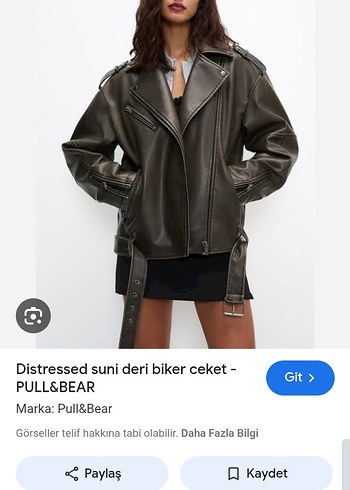 Distressed suni deri biker ceket -
PULL&BEAR
Git
Marka: Pull&Bear
Görseller telif hakkına tabi olabilir. Daha Fazla Bilgi
Paylaş
Kaydet